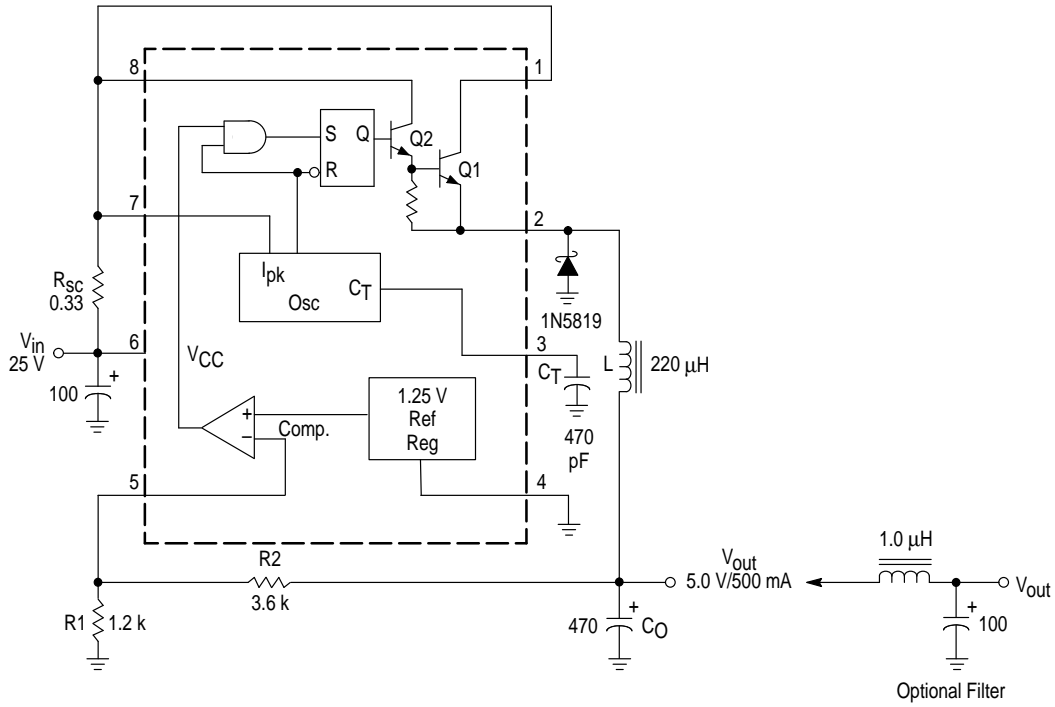 8
1
S
Q
R
Q2
Q1
7
2
Ipk
Osc
CT
Rsc
0.33
1N5819
Vin
25 V
6
3
VCC
CT
L
220 µH
100
+
1.25 V
Ref
Reg
+
−
Comp.
470
pF
5
4
R2
3.6 k
Vout
5.0 V/500 mA
1.0 µH
Vout
R1
1.2 k
470
+
CO
+
100
Optional Filter